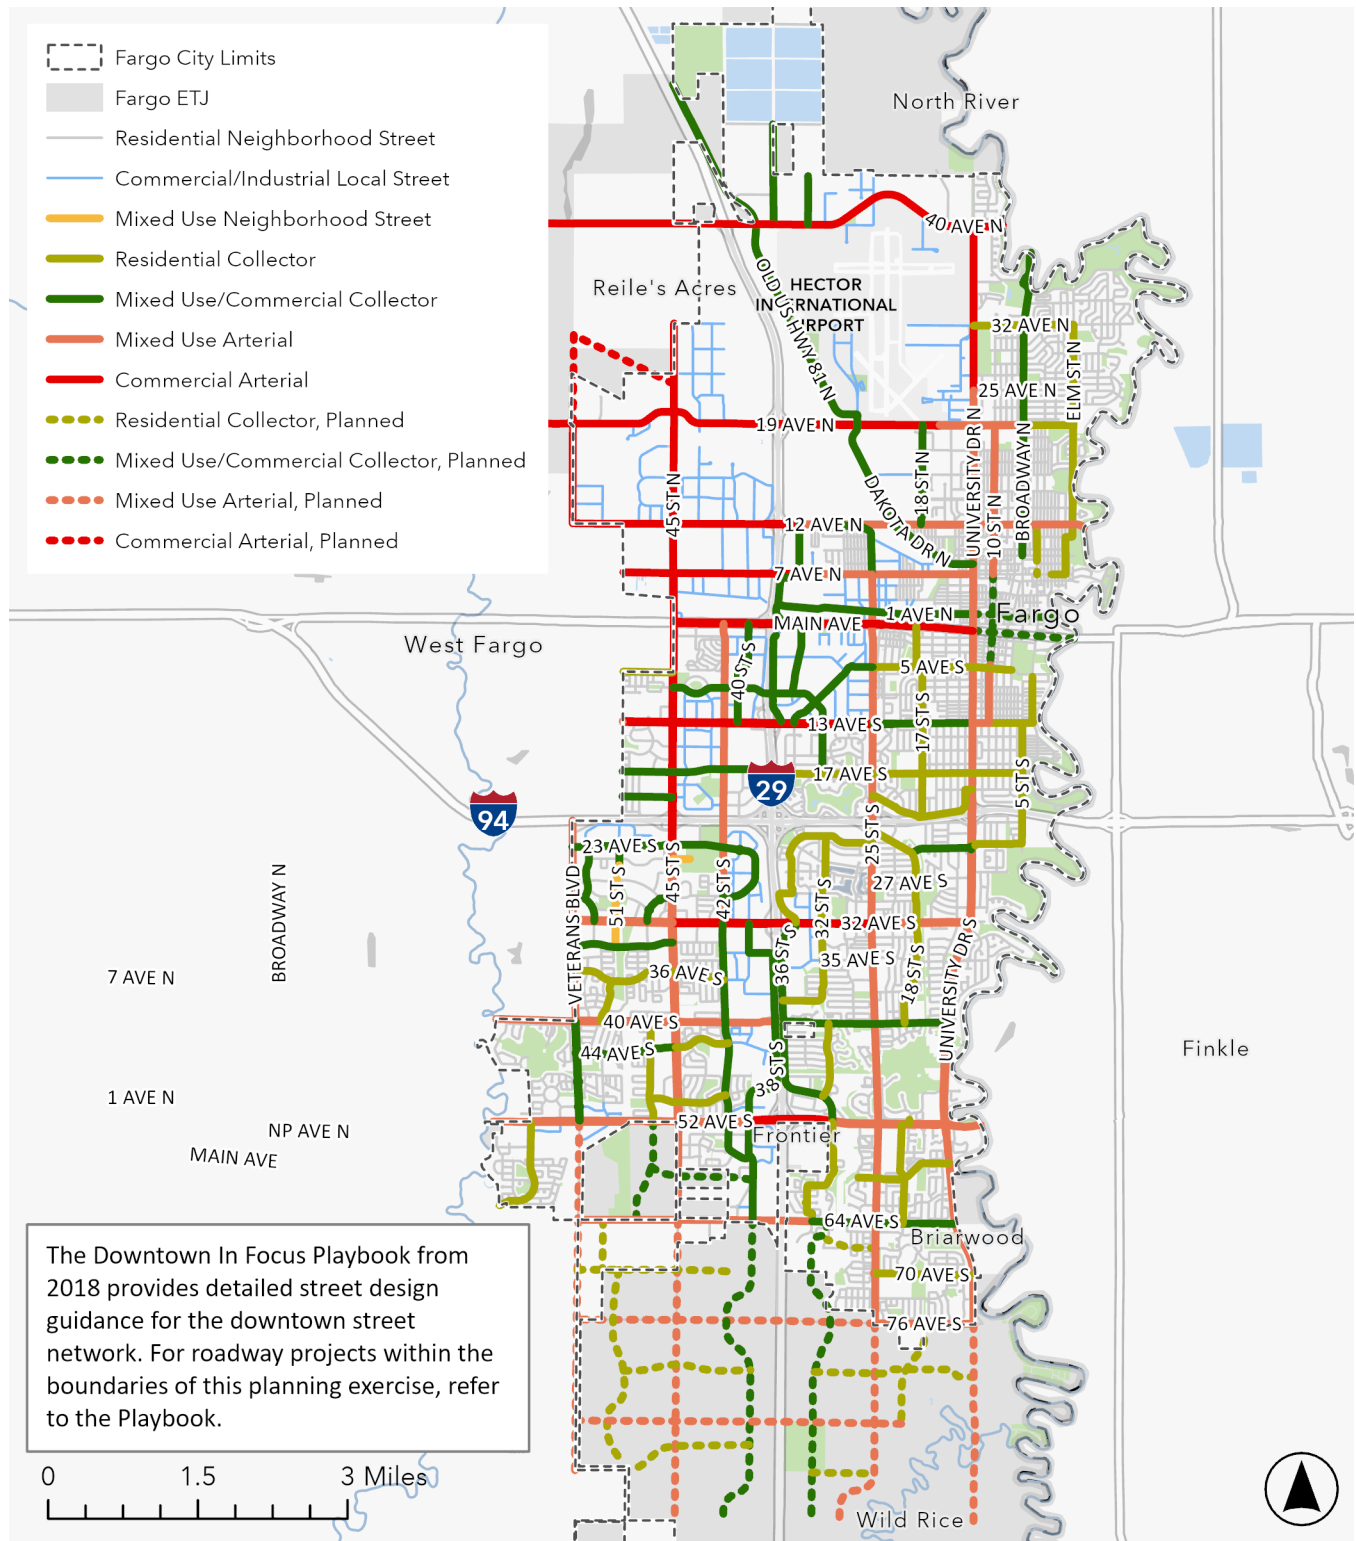 Fargo City Limits
Fargo ETJ
Residential Neighborhood Street
Commercial/Industrial Local Street
Mixed Use Neighborhood Street
Residential Collector
Mixed Use/Commercial Collector
Mixed Use Arterial
Commercial Arterial
Residential Collector, Planned
Mixed Use/Commercial Collector, Planned
Mixed Use Arterial, Planned
Commercial Arterial, Planned
North River
40 AVE N
Reile's Acres
HECTOR
INTERNATIONAL
AIRPORT
OLD US HWY 81 N
32 AVE N
ELM ST N
25 AVE N
19 AVE N
UNIVERSITY DR N
BROADWAY N
18 ST N
45 ST N
DAKOTA DR N
10 ST N
12 AVE N
7 AVE N
1 AVE N
Fargo
MAIN AVE
West Fargo
40 ST S
5 AVE S
17 ST S
13 AVE S
17 AVE S
5 ST S
29
94
25 ST S
23 AVE S
45 ST S
42 ST S
51 ST S
27 AVE S
32 ST S
32 AVE S
VETERANS BLVD
36 ST S
35 AVE S
18 ST S
UNIVERSITY DR S
36 AVE S
40 AVE S
44 AVE S
38 ST S
52 AVE S
Frontier
64 AVE S
Briarwood
70 AVE S
76 AVE S
Wild Rice
Finkle
BROADWAY N
7 AVE N
1 AVE N
NP AVE N
MAIN AVE
The Downtown In Focus Playbook from
2018 provides detailed street design
guidance for the downtown street
network. For roadway projects within the
boundaries of this planning exercise, refer
to the Playbook.
0 1.5 3 Miles